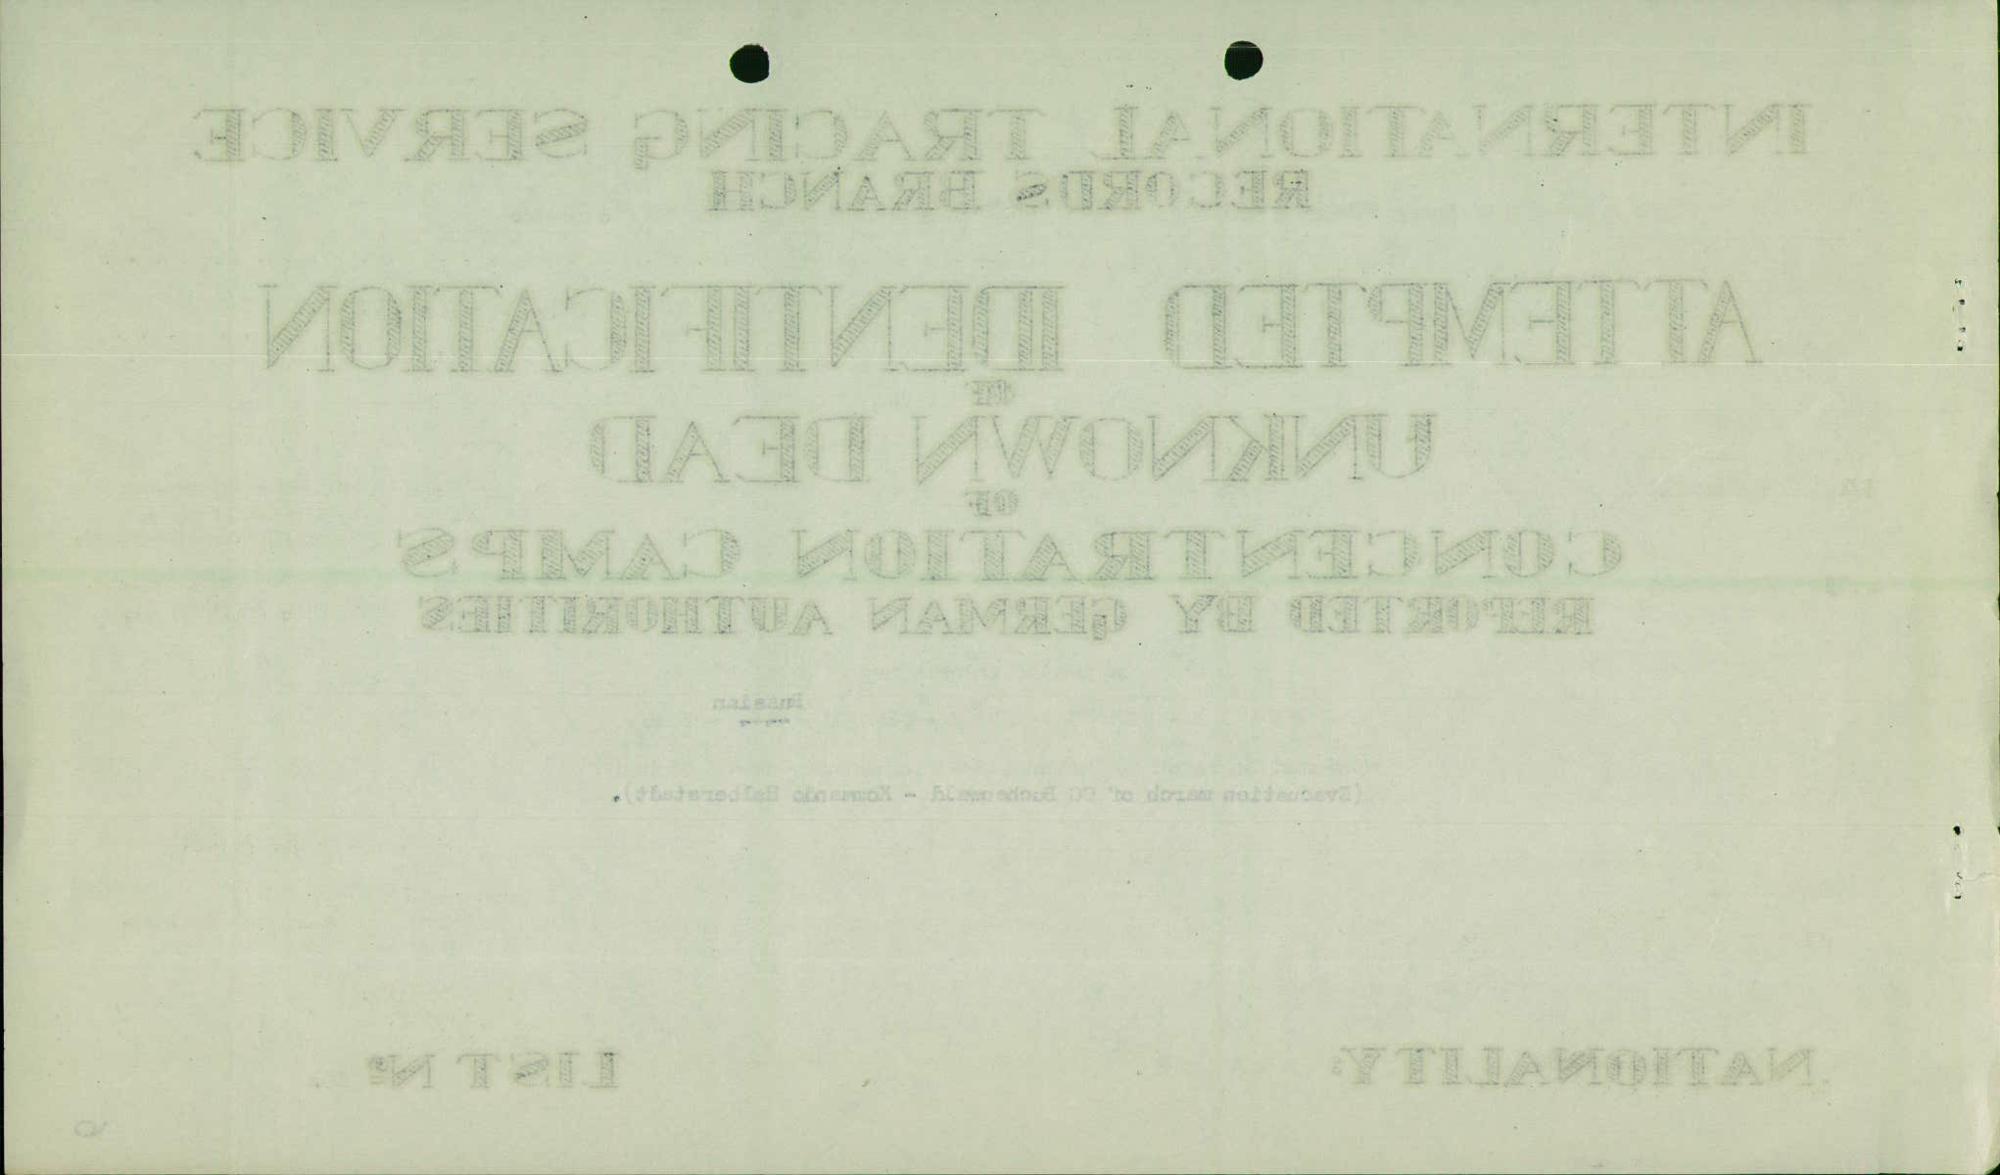 INTERNATIONAL TRACING SERVICE
RECORDS BRANCH
ATTEMPTED IDENTIFICATION
OF
UNKNOWN DEAD
OF
CONCENTRATION CAMPS
REPORTED BY GERMAN AUTHORITIES
Russian
(Evacuation march of CC Buchenwald - Kommando Halberstadt).
NATIONALITY: LIST Nº